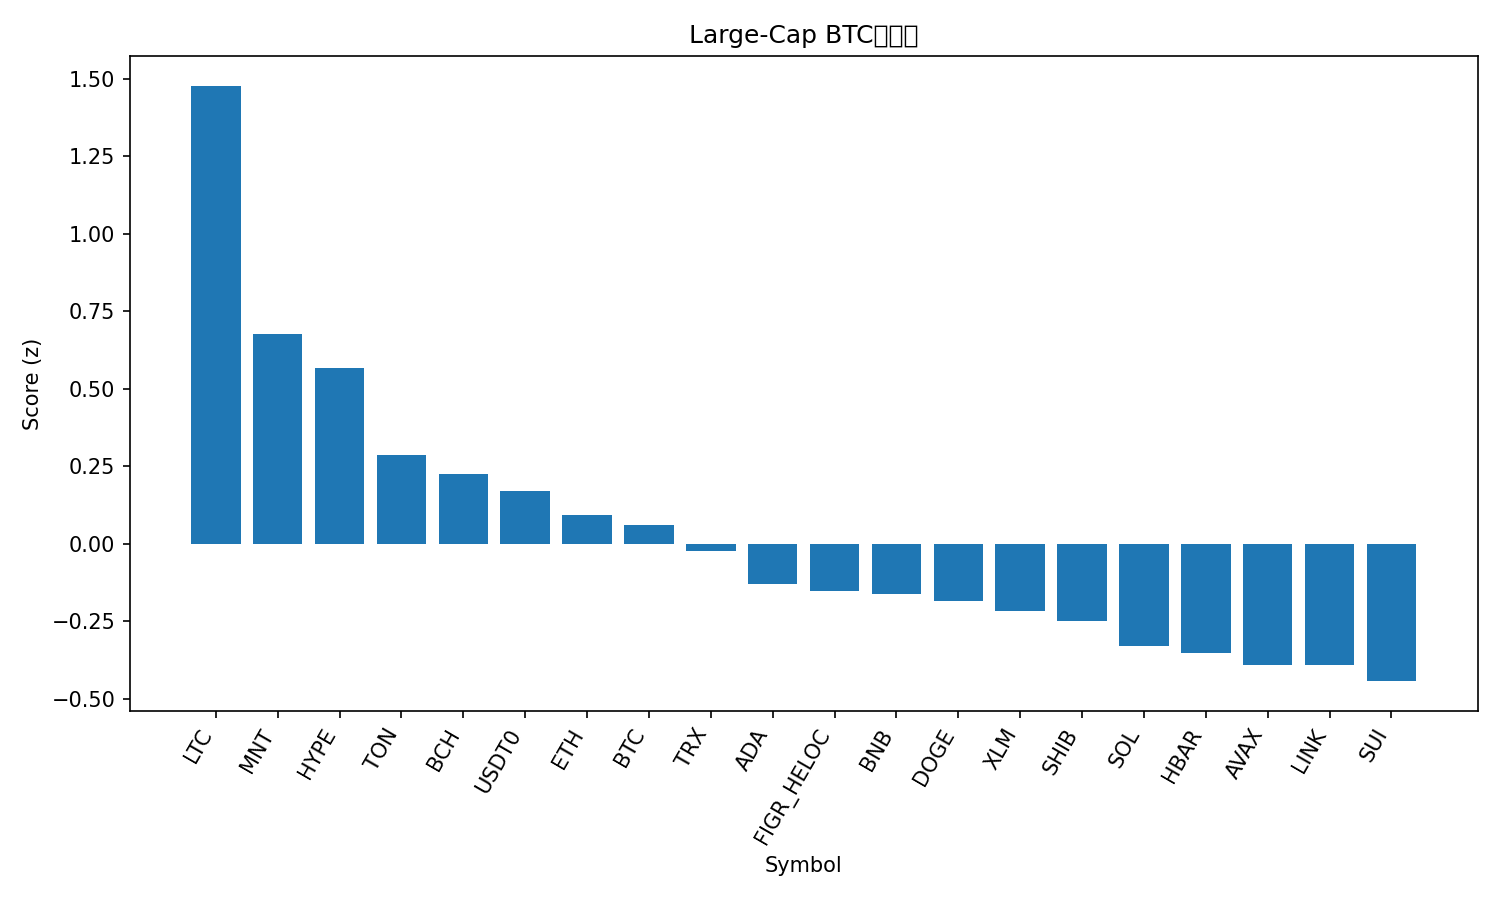 Large-Cap BTC
1.50
1.25
1.00
0.75
0.50
0.25
0.00
−0.25
−0.50
Score (z)
LTC
MNT
HYPE
TON
BCH
USDT0
ETH
BTC
TRX
ADA
FIGR_HELOC
BNB
DOGE
XLM
SHIB
SOL
HBAR
AVAX
LINK
SUI
Symbol